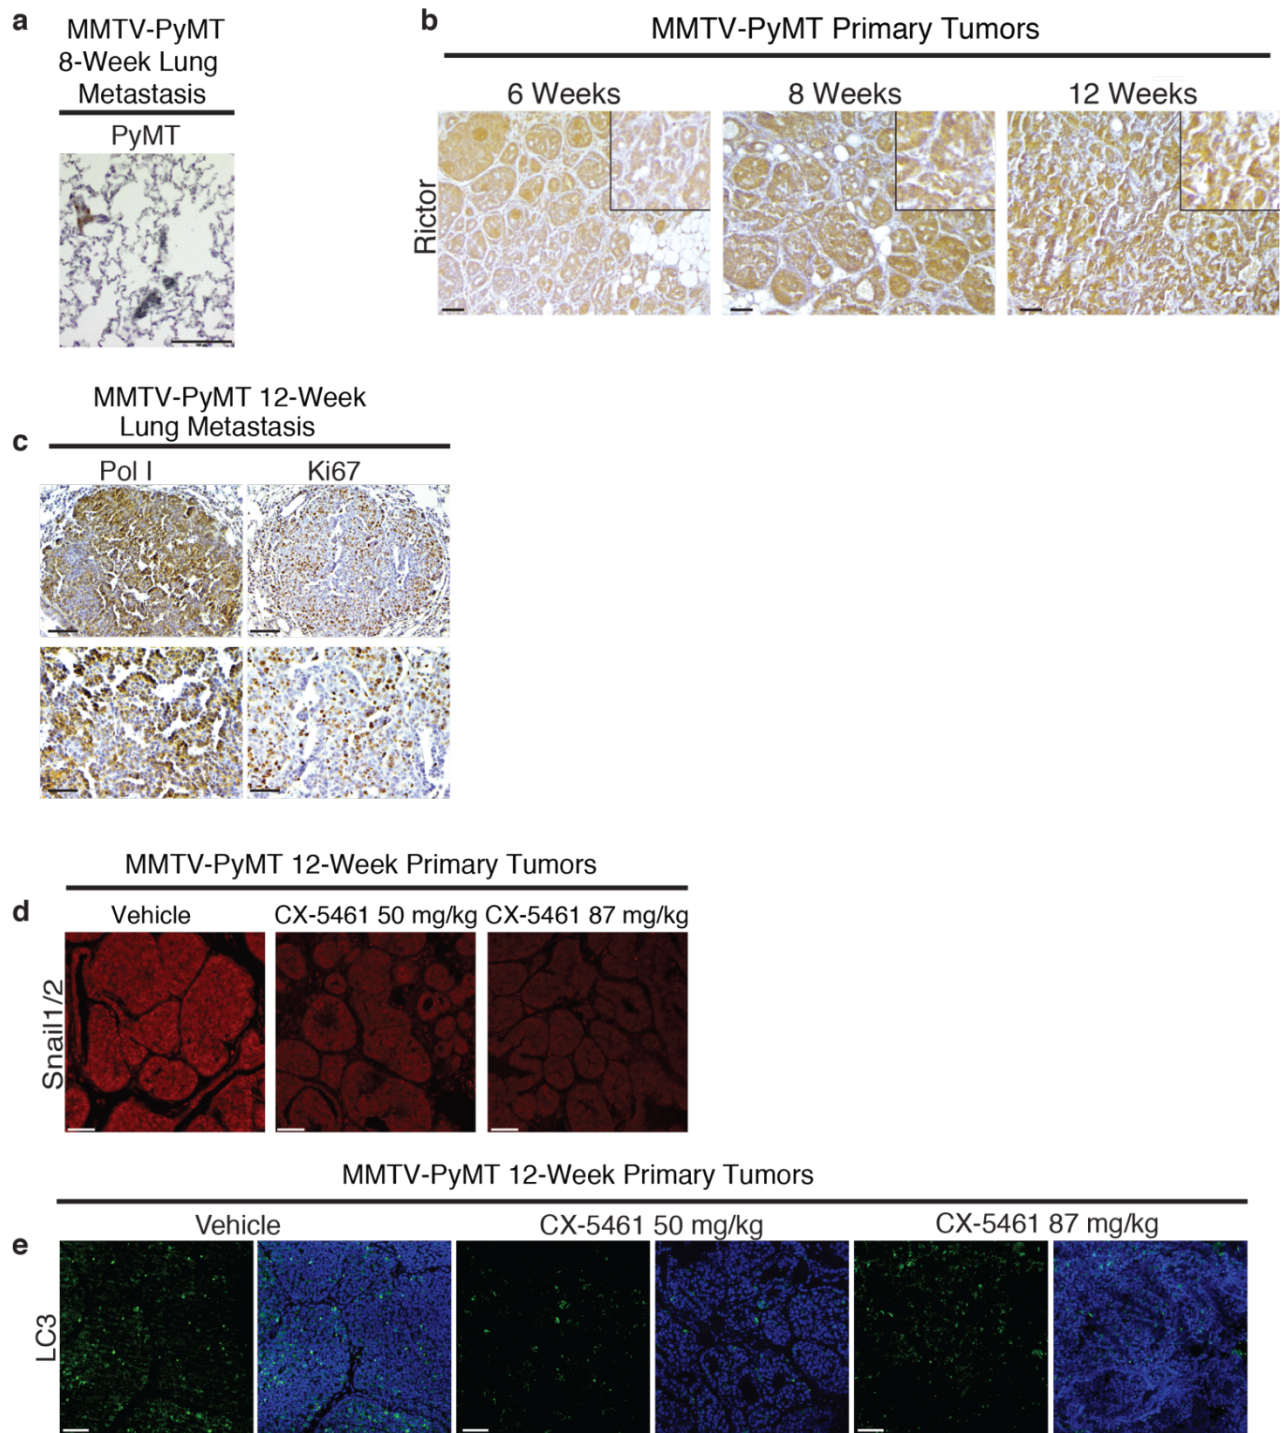 a
MMTV-PyMT
8-Week Lung
Metastasis
PyMT
b
MMTV-PyMT Primary Tumors
6 Weeks
8 Weeks
12 Weeks
Rictor
MMTV-PyMT 12-Week
Lung Metastasis
c
Pol I
Ki67
MMTV-PyMT 12-Week Primary Tumors
d
Vehicle
CX-5461 50 mg/kg
CX-5461 87 mg/kg
Snail1/2
MMTV-PyMT 12-Week Primary Tumors
Vehicle
CX-5461 50 mg/kg
CX-5461 87 mg/kg
e
LC3